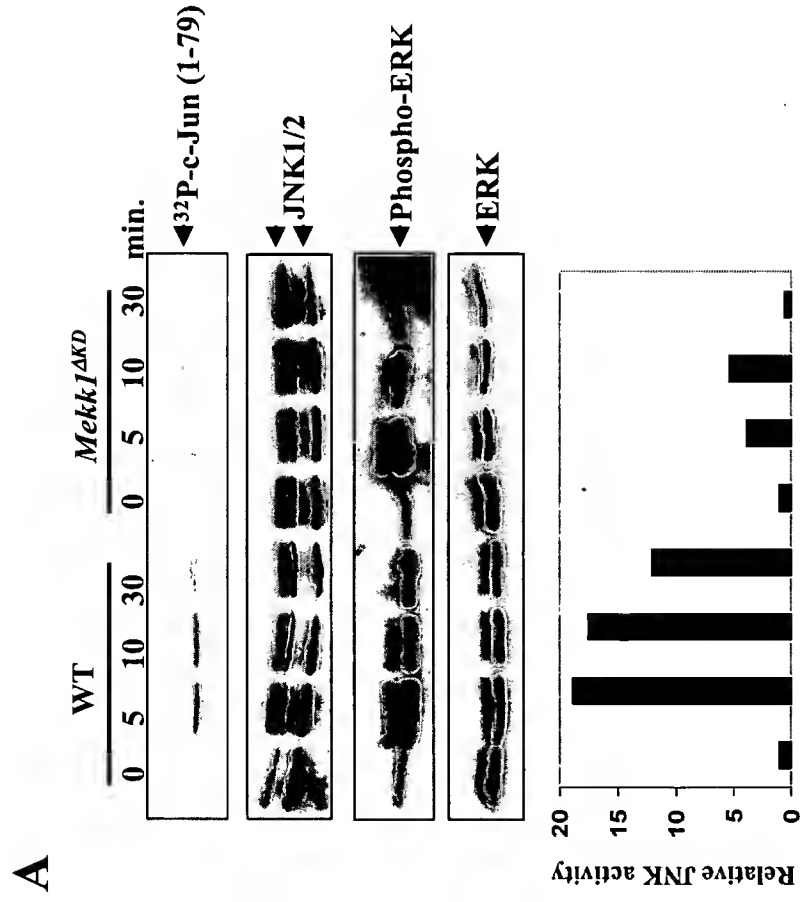 A
WT
Mekk1ΔKD
0 5 10 30 0 5 10 30 min.
32P-c-Jun (1-79)
JNK1/2
Phospho-ERK
ERK
20
15
10
5
0
Relative JNK activity